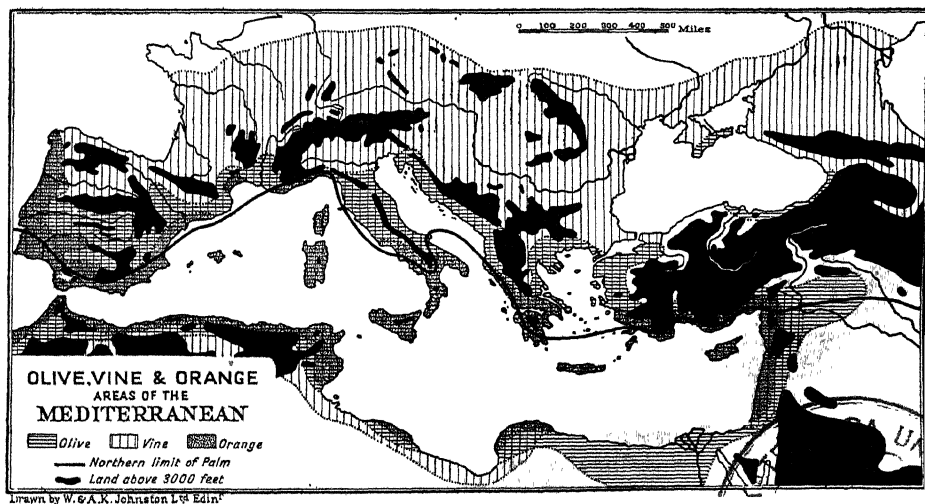 0 100 200 300 400 500 Miles
OLIVE, VINE & ORANGE
AREAS OF THE
MEDITERRANEAN
Olive Vine Orange
Northern limit of Palm
Land above 3000 feet
Drawn by W. & A.K. Johnston Ltd Edinr